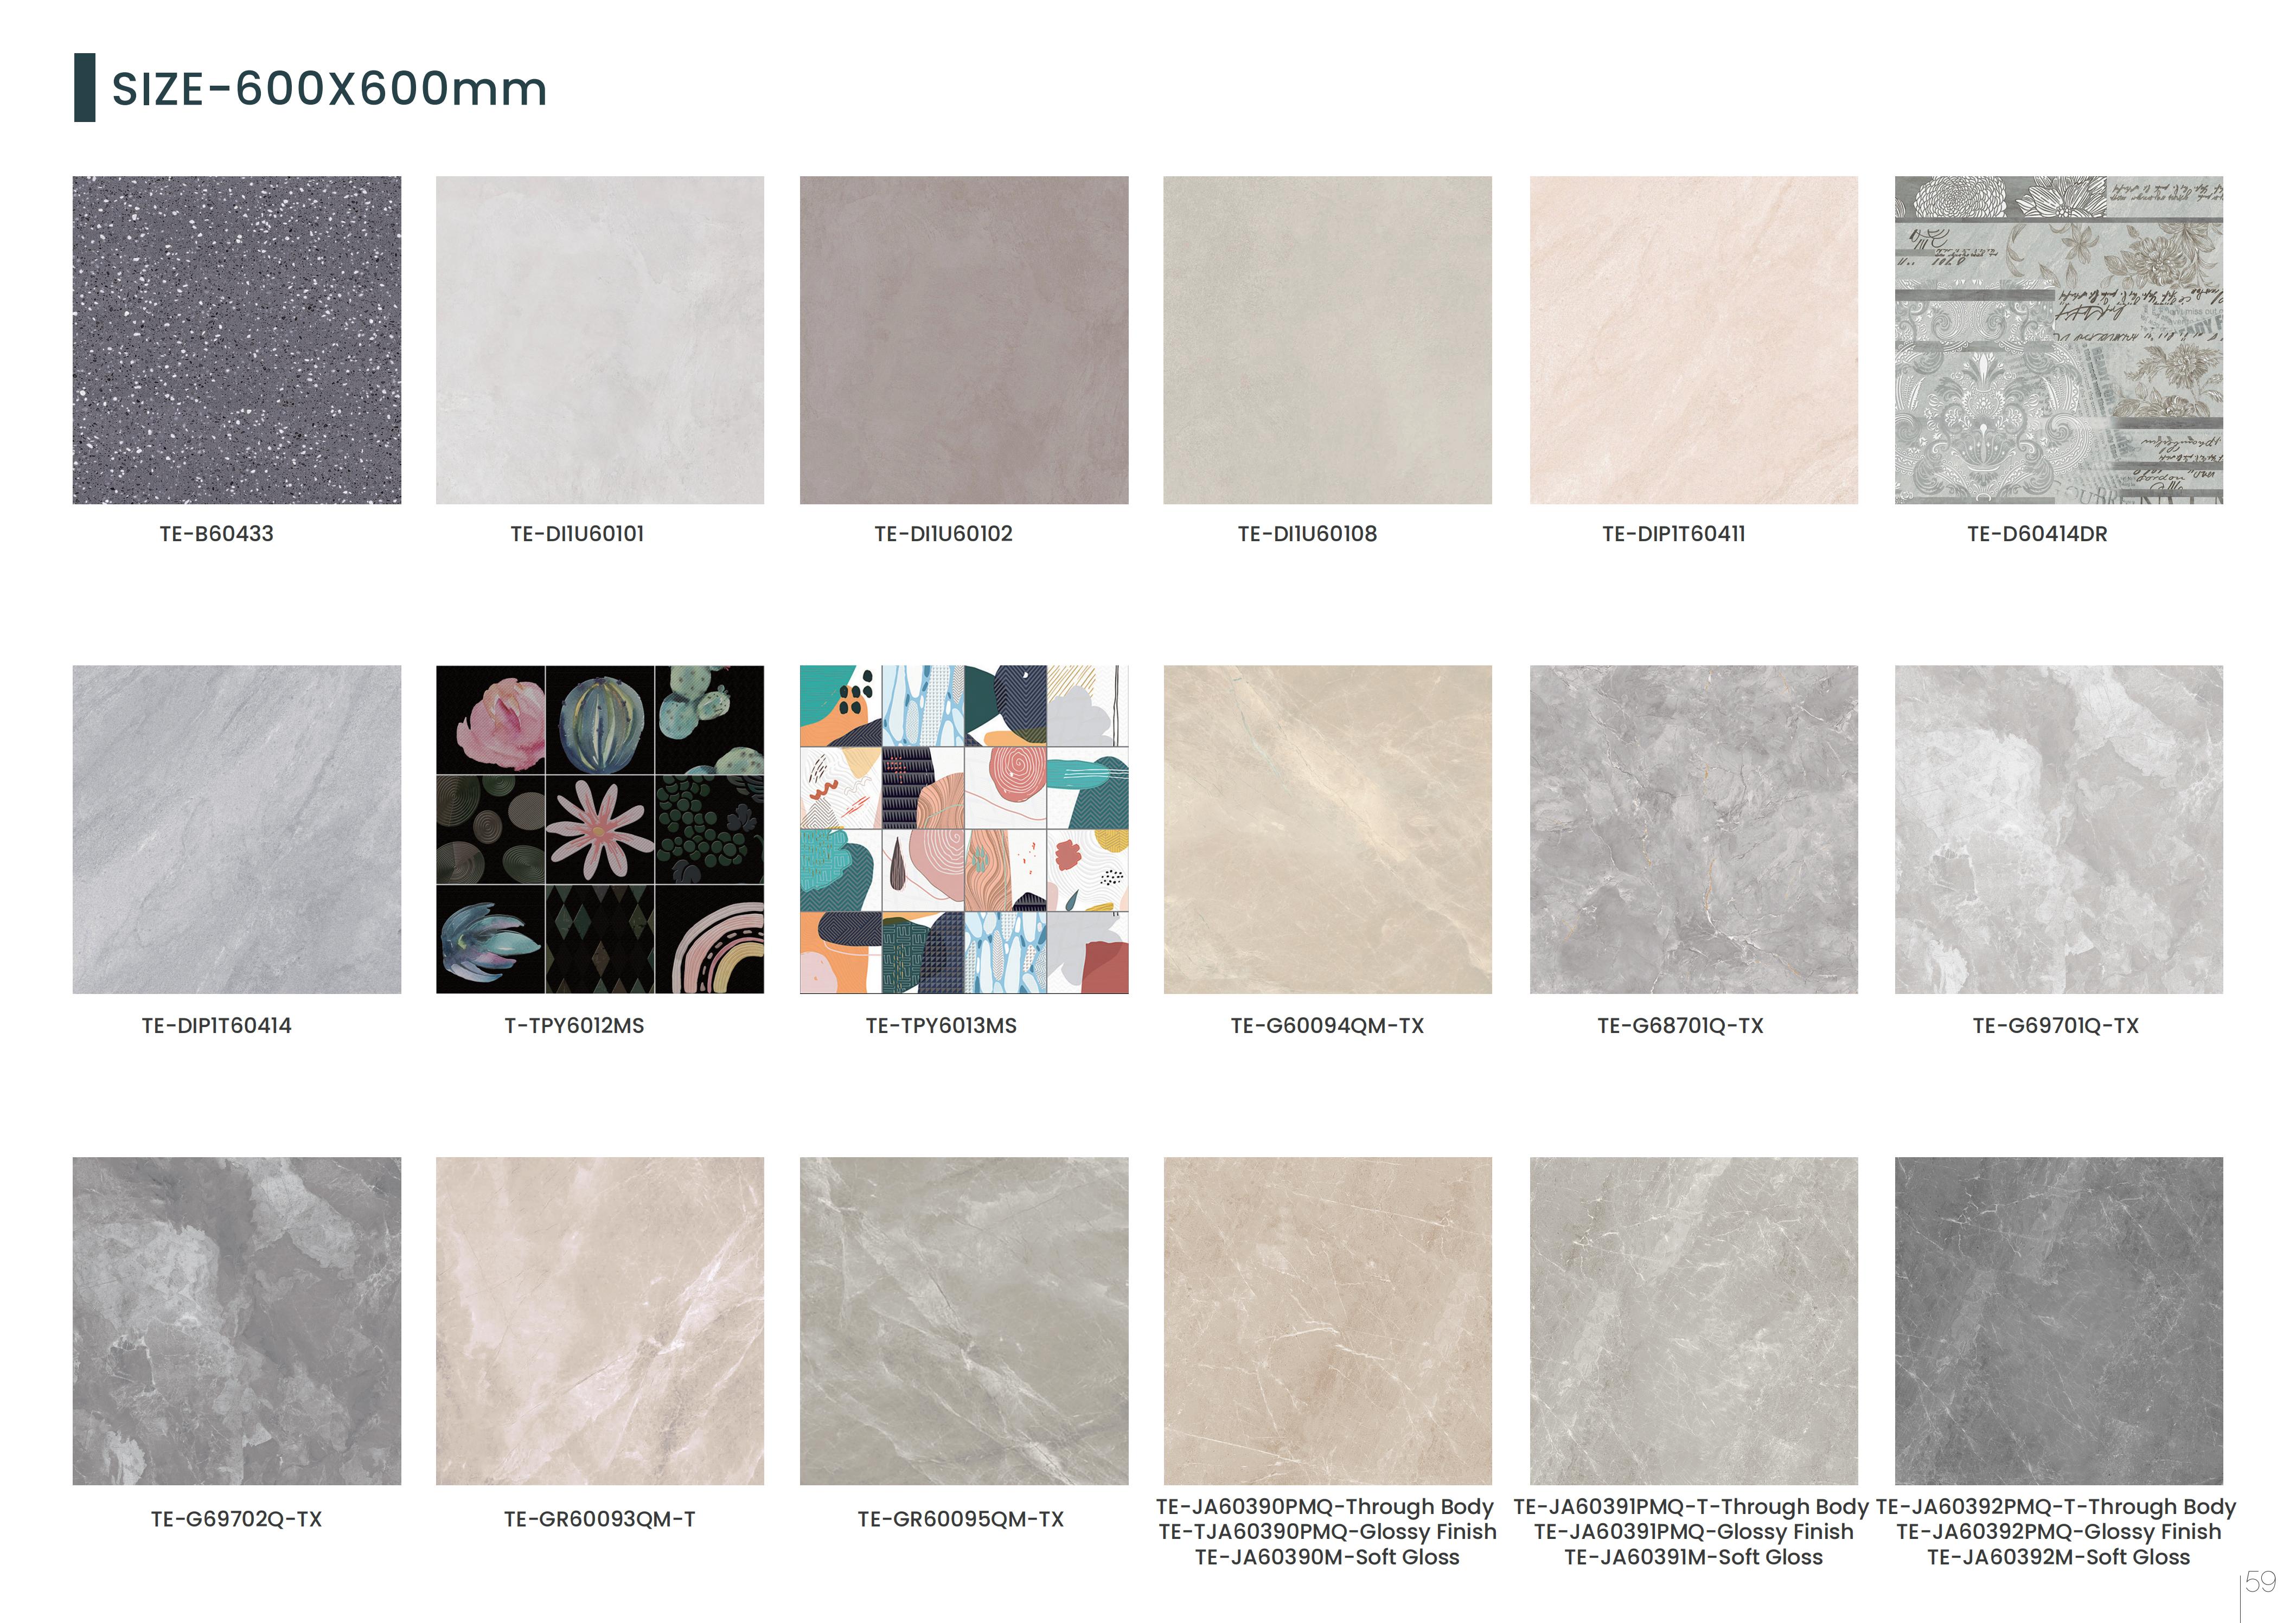 SIZE-600X600mm
TE-B60433
TE-DI1U60101
TE-DI1U60102
TE-DI1U60108
TE-DIP1T60411
TE-D60414DR
TE-DIP1T60414
T-TPY6012MS
TE-TPY6013MS
TE-G60094QM-TX
TE-G68701Q-TX
TE-G69701Q-TX
TE-G69702Q-TX
TE-GR60093QM-T
TE-GR60095QM-TX
TE-JA60390PMQ-Through Body
TE-TJA60390PMQ-Glossy Finish
TE-JA60390M-Soft Gloss
TE-JA60391PMQ-T-Through Body
TE-JA60391PMQ-Glossy Finish
TE-JA60391M-Soft Gloss
TE-JA60392PMQ-T-Through Body
TE-JA60392PMQ-Glossy Finish
TE-JA60392M-Soft Gloss
59